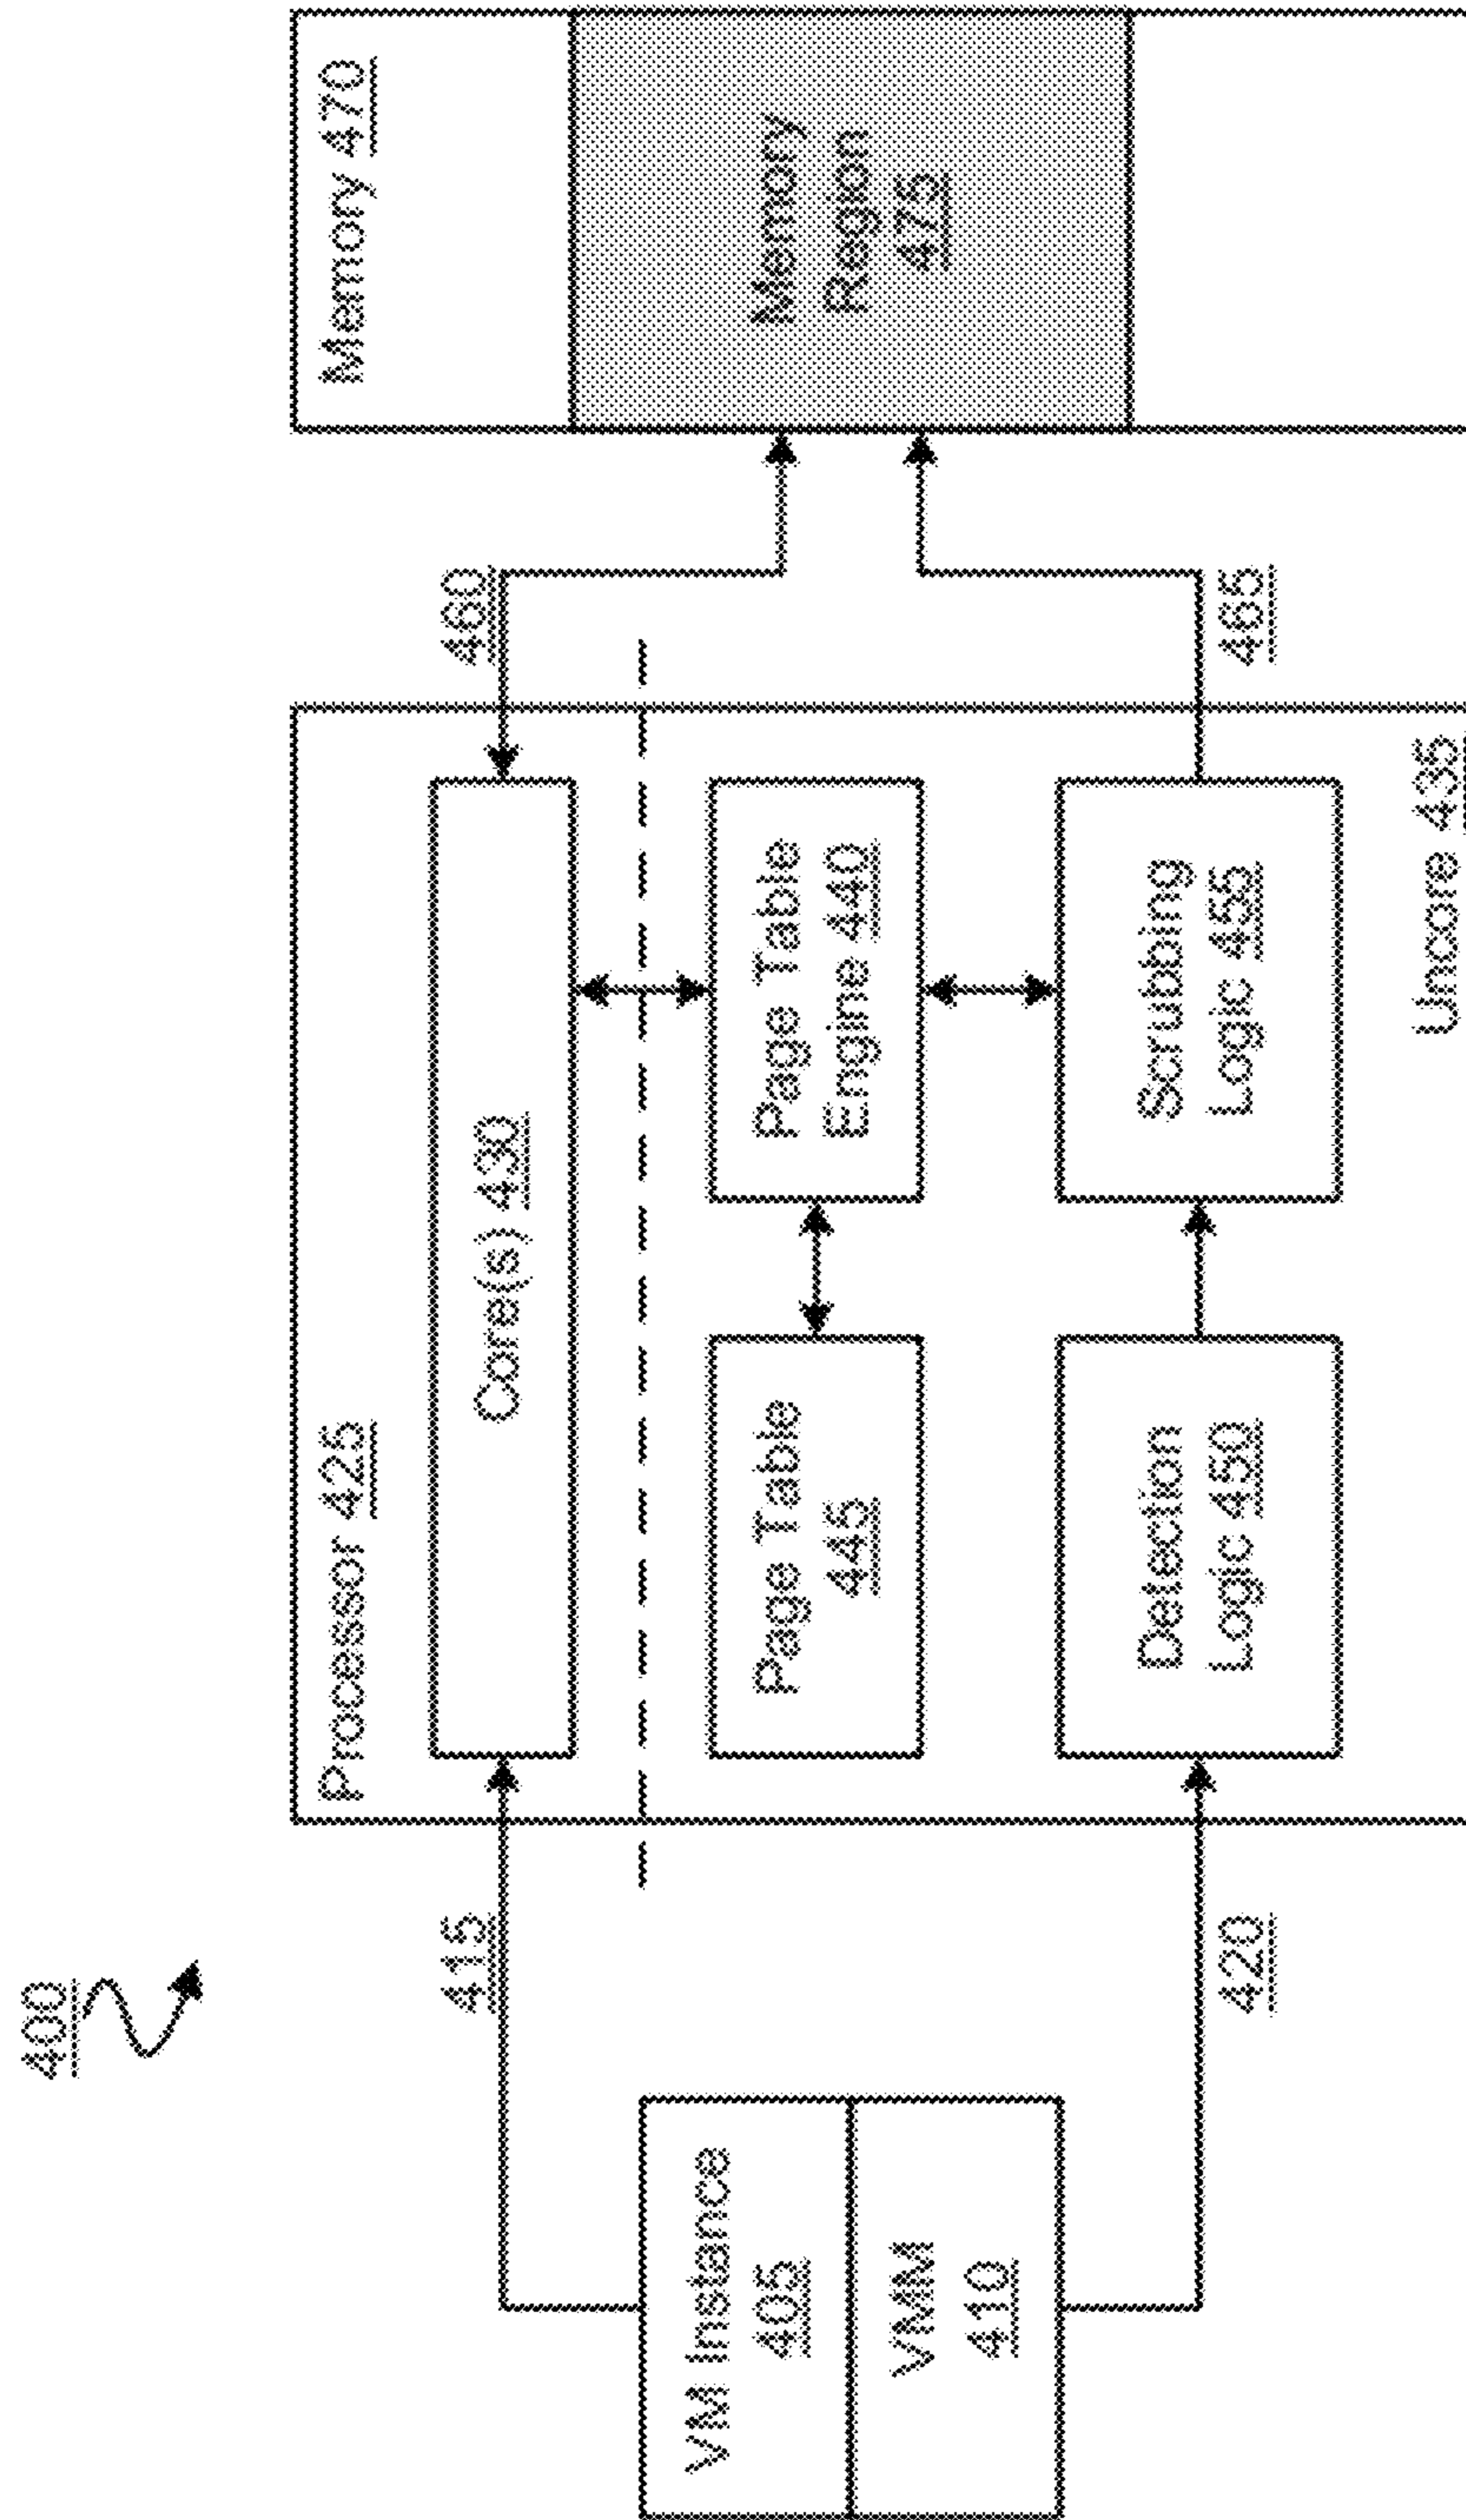 400
VM Instance
405
VMM
410
415
420
Processor 425
Core(s) 430
Page Table
445
Page Table
Engine 440
Detection
Logic 450
Scrubbing
Logic 455
Uncore 435
460
465
Memory 470
Memory
Region
475